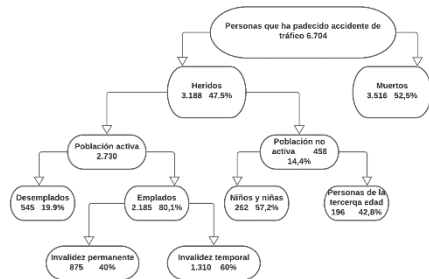 Personas que ha padecido accidente de
tráfico 6.704
Heridos
3.188 47.5%
Muertos
3.516 52,5%
Población activa
2.730
Población no
activa 458
14,4%
Desemplados
545 19.9%
Emplados
2.185 80,1%
Niños y niñas
262 57,2%
Personas de la
tercerqa edad
196 42,8%
Invalidez permanente
875 40%
Invalidez temporal
1.310 60%